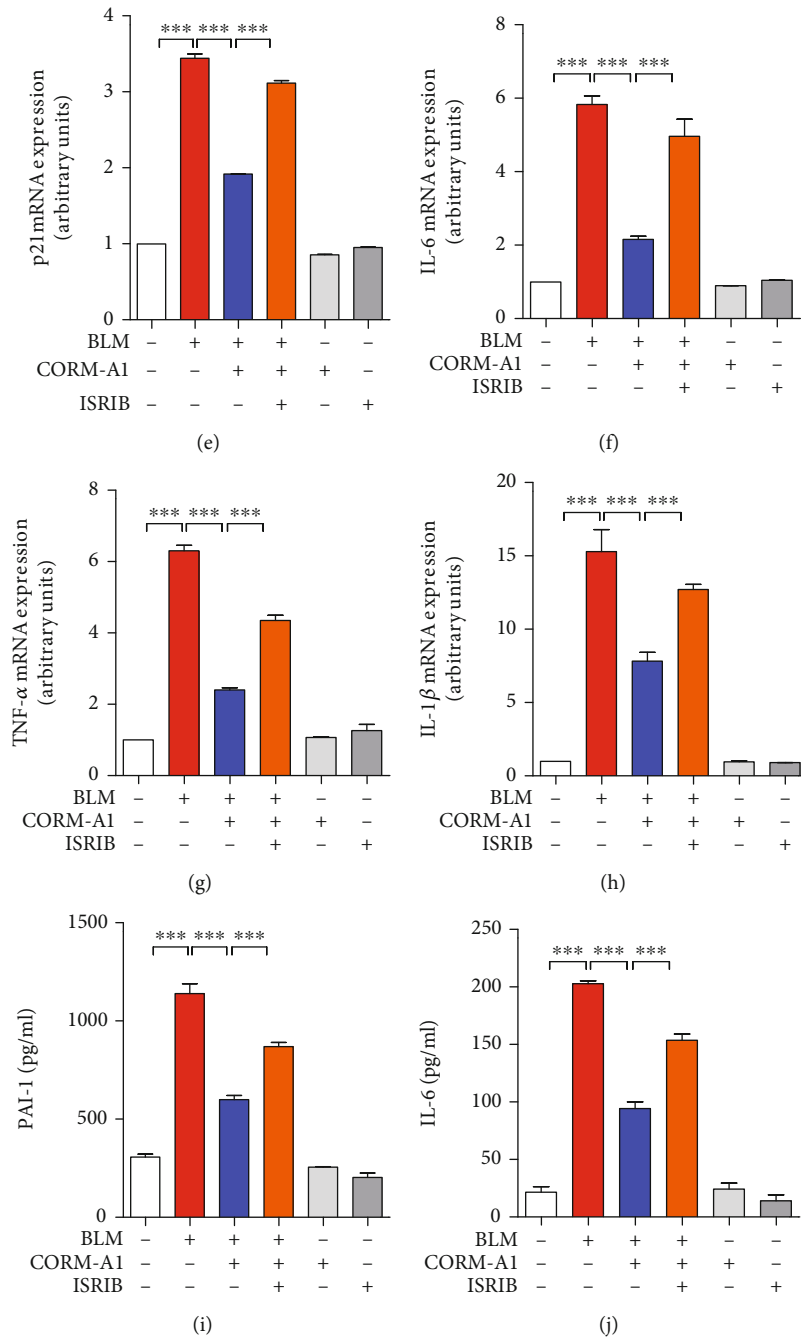 4
3
2
1
0
p21 mRNA expression
(arbitrary units)
*** *** ***
BLM – + + + – –
CORM-A1 – – + + + –
ISRIB – – – + – +
(e)
8
6
4
2
0
IL-6 mRNA expression
(arbitrary units)
*** *** ***
BLM – + + + – –
CORM-A1 – – + + + –
ISRIB – – – + – +
(f)
8
6
4
2
0
TNF-α mRNA expression
(arbitrary units)
*** *** ***
BLM – + + + – –
CORM-A1 – – + + + –
ISRIB – – – + – +
(g)
20
15
10
5
0
IL-1β mRNA expression
(arbitrary units)
*** *** ***
BLM – + + + – –
CORM-A1 – – + + + –
ISRIB – – – + – +
(h)
1500
1000
500
0
PAI-1 (pg/ml)
*** *** ***
BLM – + + + – –
CORM-A1 – – + + + –
ISRIB – – – + – +
(i)
250
200
150
100
50
0
IL-6 (pg/ml)
*** *** ***
BLM – + + + – –
CORM-A1 – – + + + –
ISRIB – – – + – +
(j)